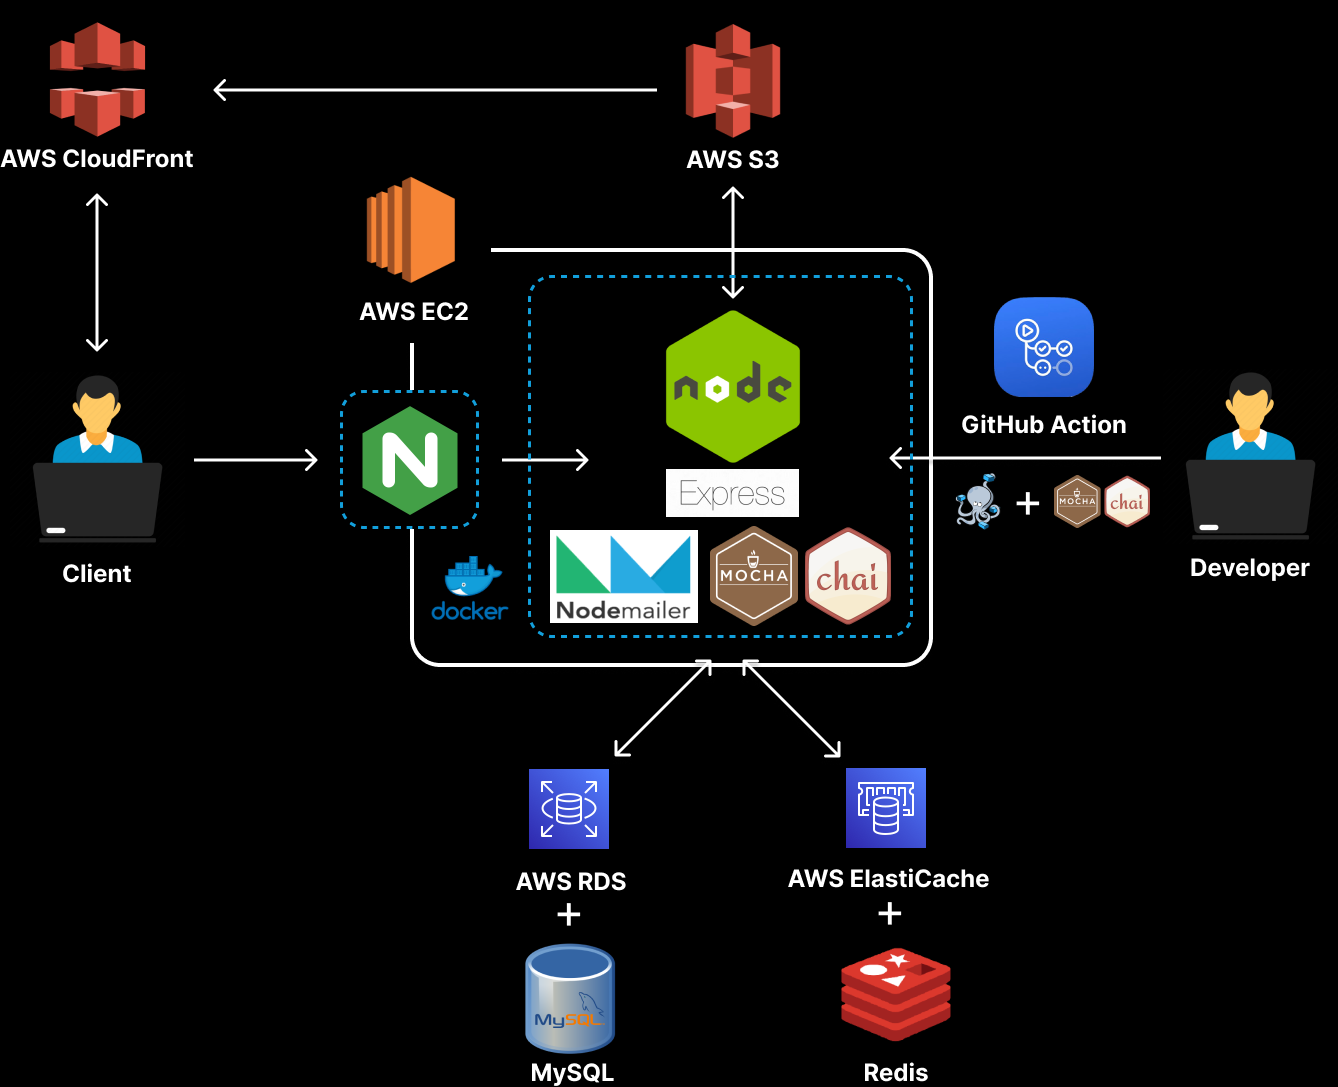 AWS CloudFront
AWS S3
AWS EC2
node
Express
Nodemailer
MOCHA
chai
docker
GitHub Action
+
MOCHA
chai
Client
Developer
AWS RDS
+
MySQL
MySQL
AWS ElastiCache
+
Redis